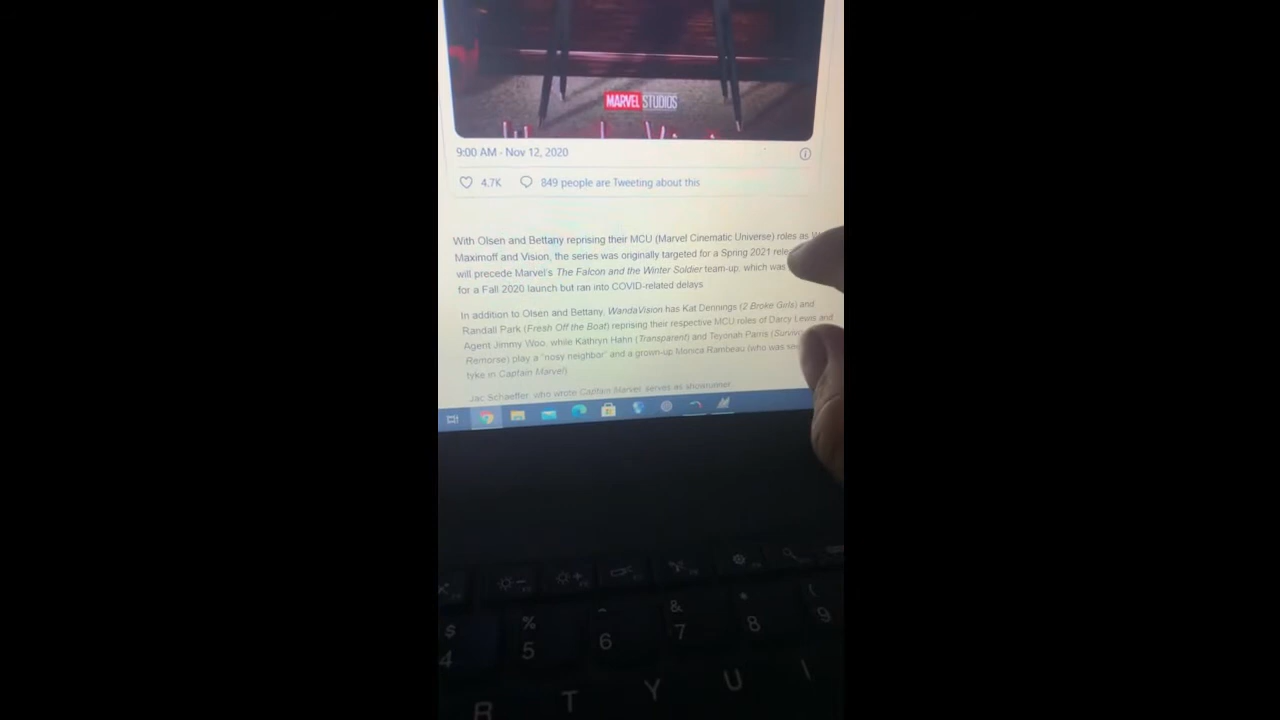 MARVEL STUDIOS
9:00 AM · Nov 12, 2020
4.7K 849 people are Tweeting about this
With Olsen and Bettany reprising their MCU (Marvel Cinematic Universe) roles as
Maximoff and Vision, the series was originally targeted for a Spring 2021
will precede Marvel's The Falcon and the Winter Soldier team-up, which was
for a Fall 2020 launch but ran into COVID-related delays
In addition to Olsen and Bettany, WandaVision has Kat Dennings (2 Broke Girls) and
Randall Park (Fresh Off the Boat) reprising their respective MCU roles of Darcy Lewis and
Agent Jimmy Woo, while Kathryn Hahn (Transparent) and Teyonah Parris
Remorse) play a "nosy neighbor" and a grown-up Monica Rambeau (who was
tyke in Captain Marvel)
Jac Schaeffer, who wrote Captain Marvel, serves as showrunner
$ % ^ & * (
4 5 6 7 8 9
R T Y U I